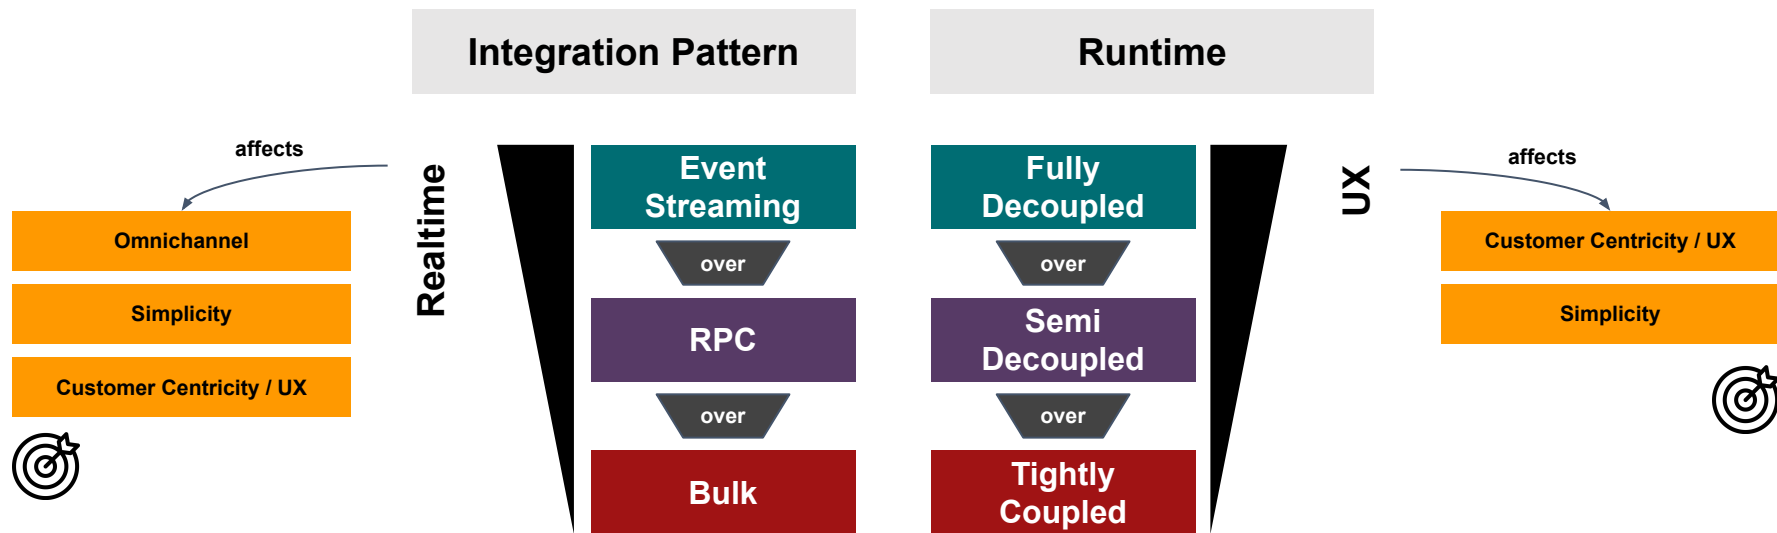 Integration Pattern
Runtime
affects
Omnichannel
Simplicity
Customer Centricity / UX
Realtime
Event
Streaming
over
RPC
over
Bulk
Fully
Decoupled
over
Semi
Decoupled
over
Tightly
Coupled
UX
affects
Customer Centricity / UX
Simplicity